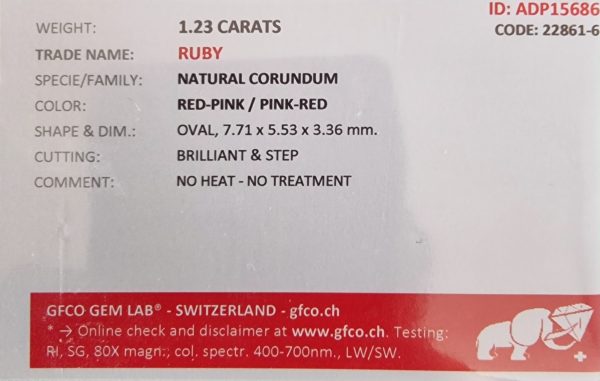 ID: ADP15686
CODE: 22861-6
WEIGHT: 1.23 CARATS
TRADE NAME: RUBY
SPECIE/FAMILY: NATURAL CORUNDUM
COLOR: RED-PINK / PINK-RED
SHAPE & DIM.: OVAL, 7.71 x 5.53 x 3.36 mm.
CUTTING: BRILLIANT & STEP
COMMENT: NO HEAT - NO TREATMENT
GFCO GEM LAB® - SWITZERLAND - gfco.ch
* → Online check and disclaimer at www.gfco.ch. Testing:
RI, SG, 80X magn., col. spectr. 400-700nm., LW/SW.